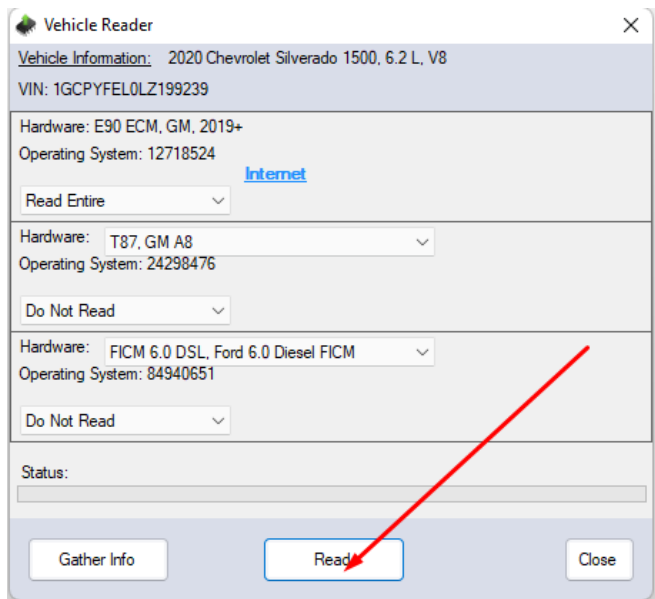 Vehicle Reader
Vehicle Information: 2020 Chevrolet Silverado 1500, 6.2 L, V8
VIN: 1GCPYFEL0LZ199239
Hardware: E90 ECM, GM, 2019+
Operating System: 12718524
Internet
Read Entire
Hardware: T87, GM A8
Operating System: 24298476
Do Not Read
Hardware: FICM 6.0 DSL, Ford 6.0 Diesel FICM
Operating System: 84940651
Do Not Read
Status:
Gather Info Read Close